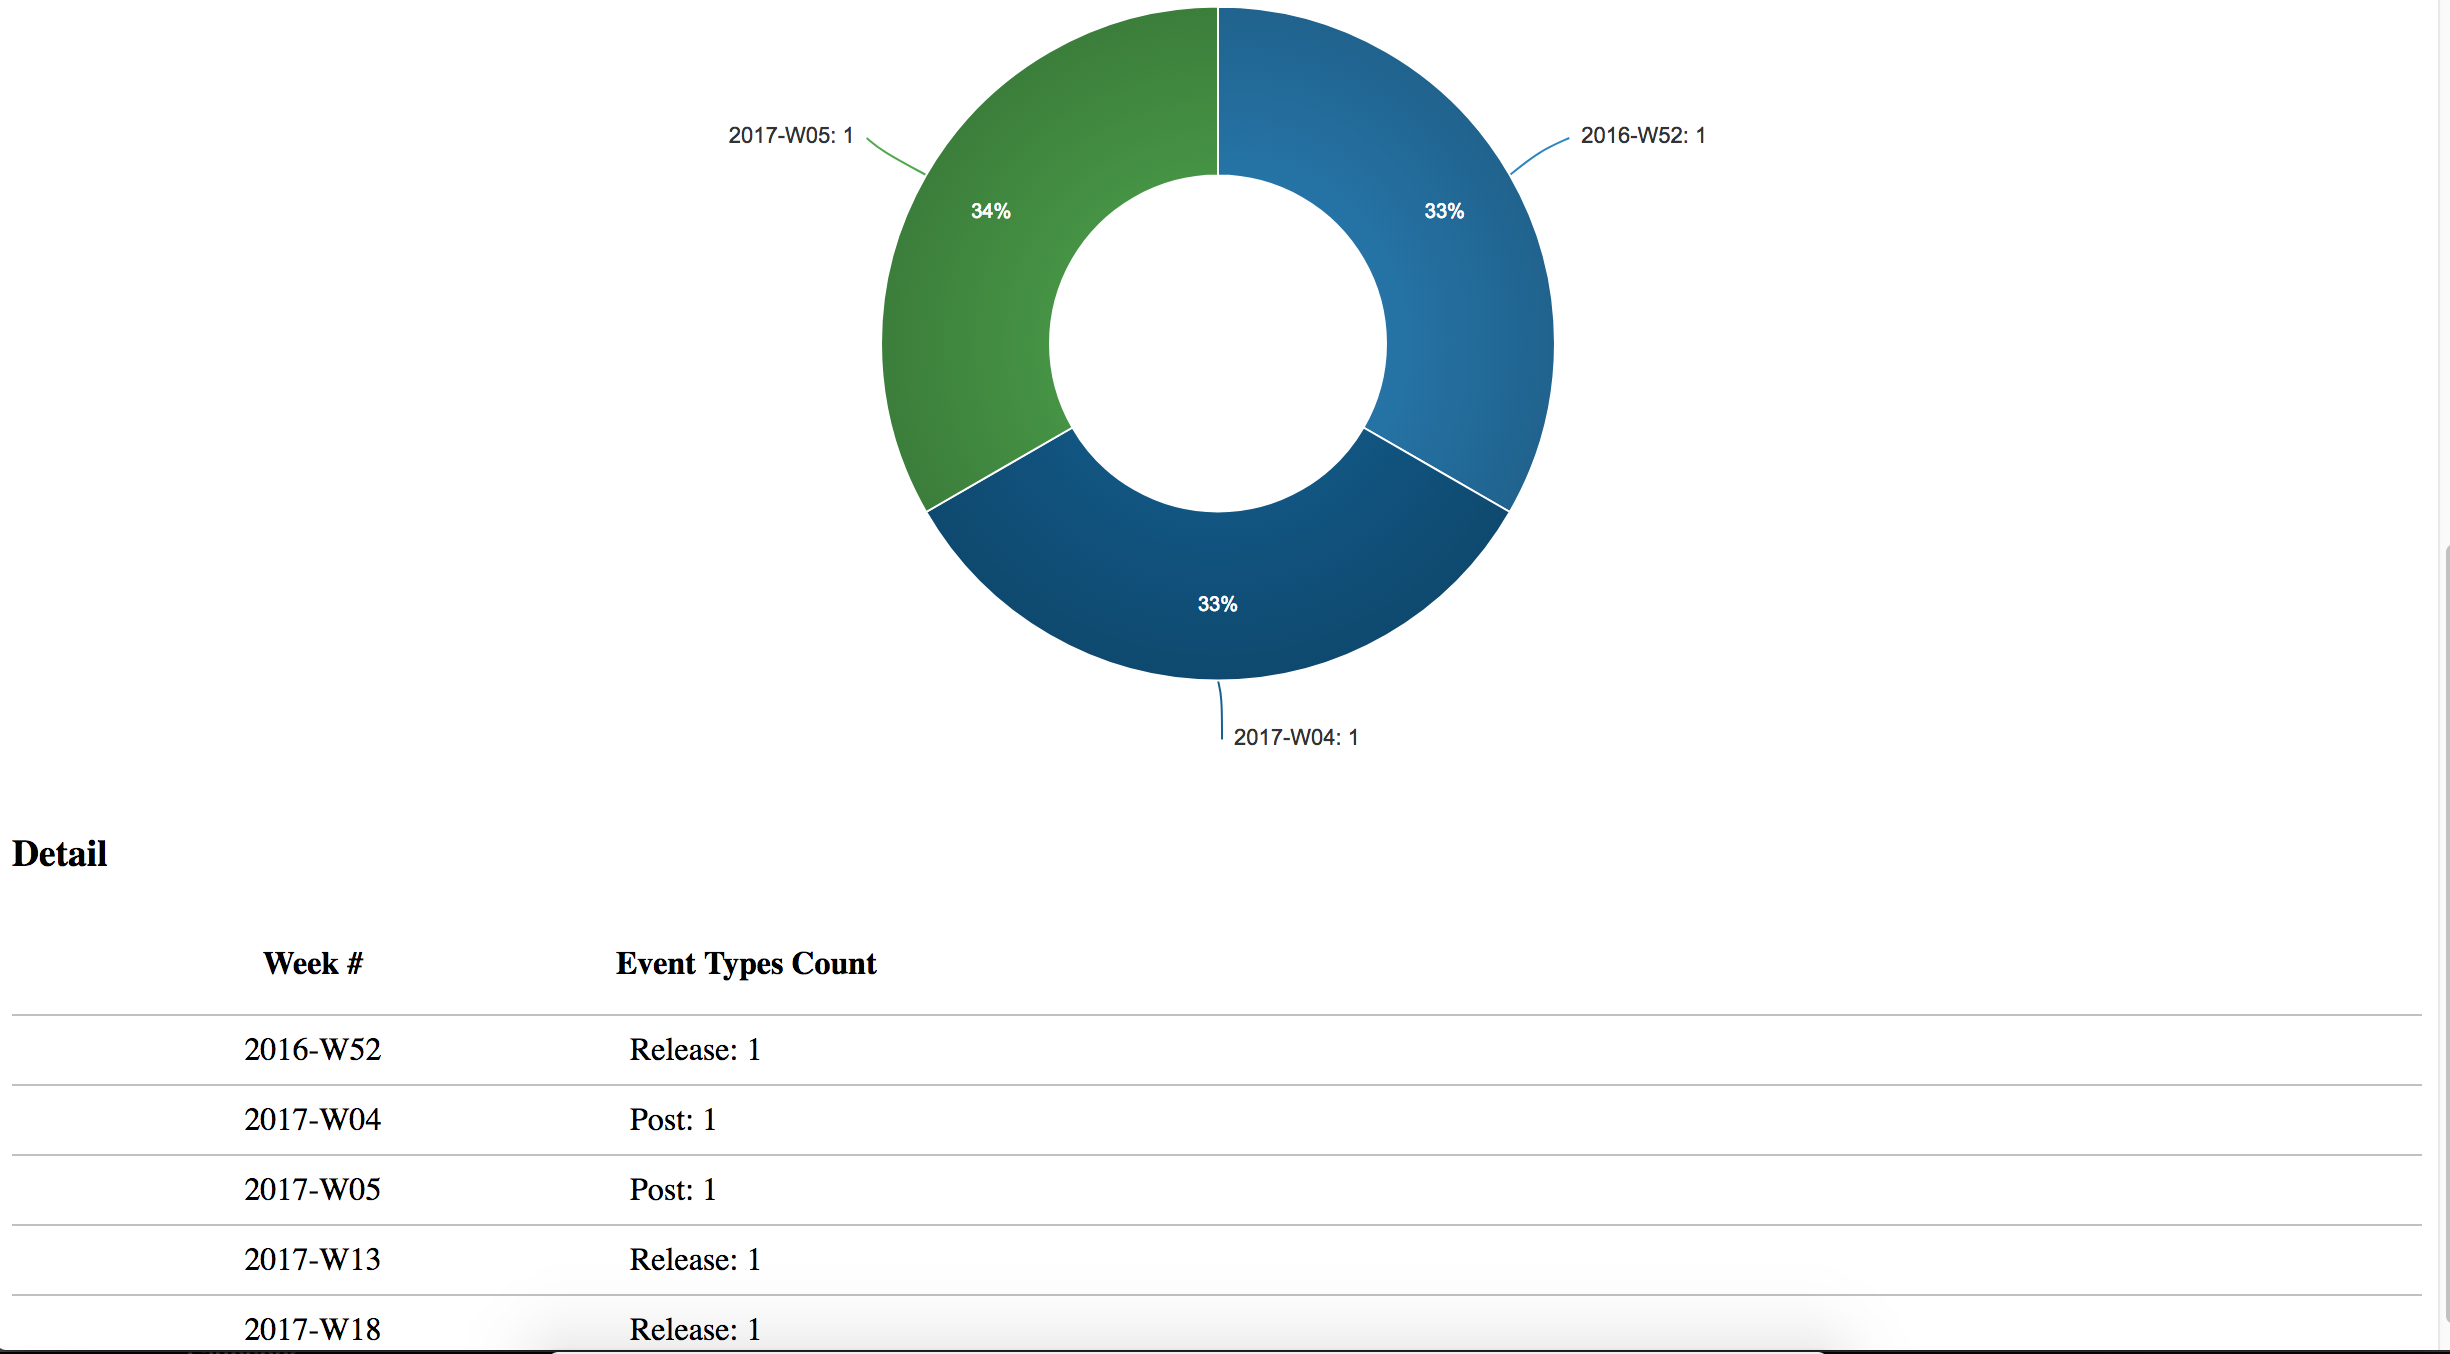 2017-W05: 1
2016-W52: 1
34%
33%
33%
2017-W04: 1
Detail
Week # Event Types Count
2016-W52 Release: 1
2017-W04 Post: 1
2017-W05 Post: 1
2017-W13 Release: 1
2017-W18 Release: 1